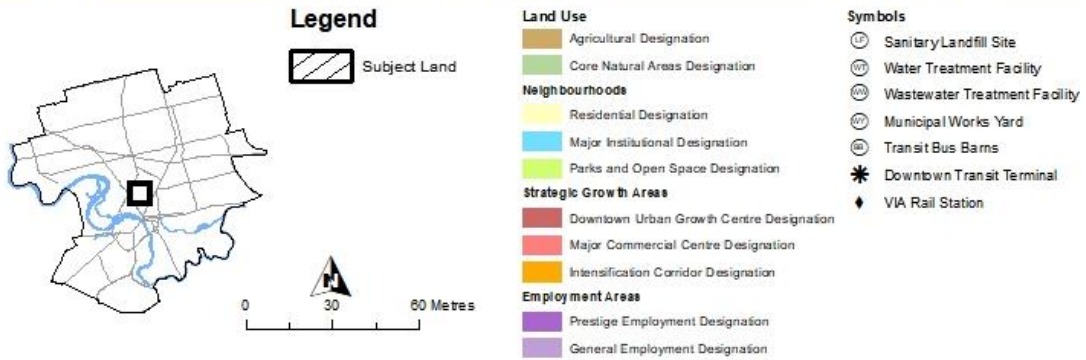 Legend
Subject Land
N
0 30 60 Metres
Land Use
Agricultural Designation
Core Natural Areas Designation
Neighbourhoods
Residential Designation
Major Institutional Designation
Parks and Open Space Designation
Strategic Growth Areas
Downtown Urban Growth Centre Designation
Major Commercial Centre Designation
Intensification Corridor Designation
Employment Areas
Prestige Employment Designation
General Employment Designation
Symbols
LF Sanitary Landfill Site
WT Water Treatment Facility
WW Wastewater Treatment Facility
WY Municipal Works Yard
BB Transit Bus Barns
Downtown Transit Terminal
VIA Rail Station